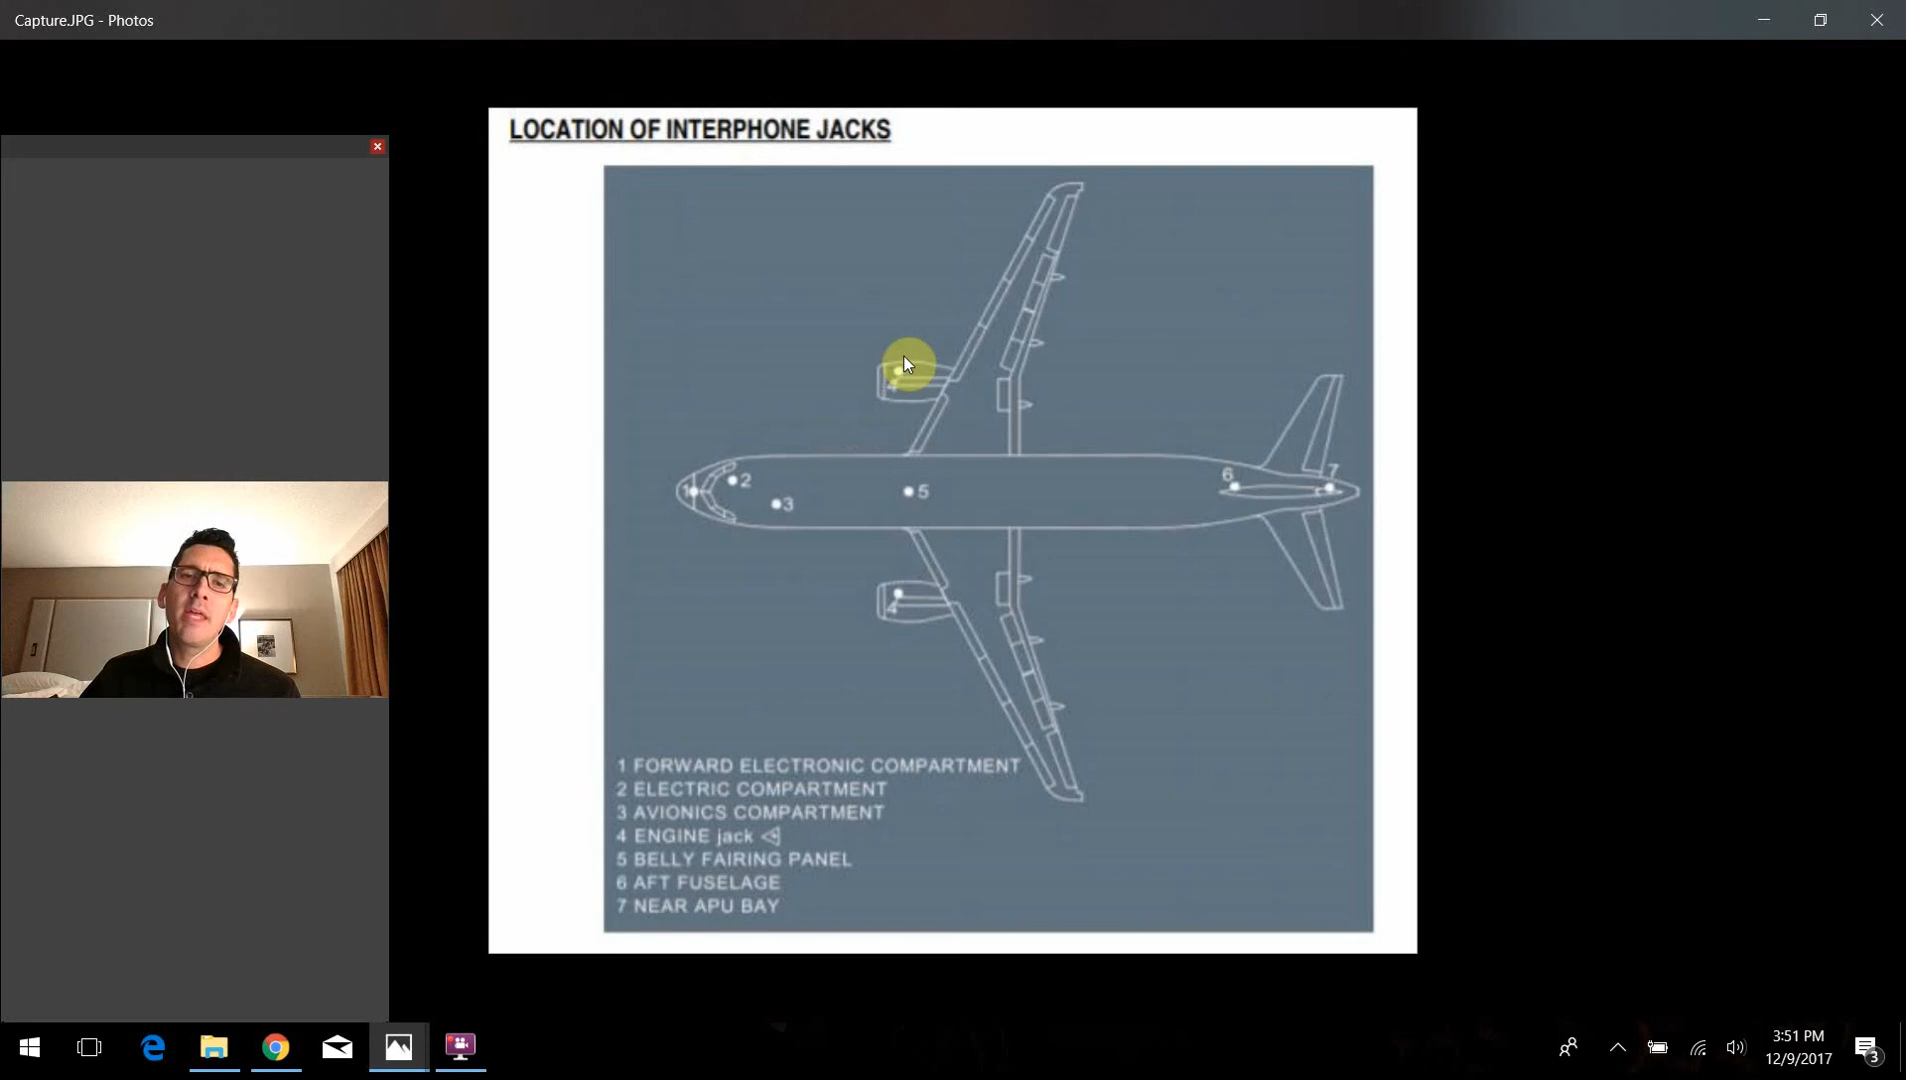 Capture.JPG - Photos
LOCATION OF INTERPHONE JACKS
4
1
2
3
5
6
7
4
1 FORWARD ELECTRONIC COMPARTMENT
2 ELECTRIC COMPARTMENT
3 AVIONICS COMPARTMENT
4 ENGINE jack
5 BELLY FAIRING PANEL
6 AFT FUSELAGE
7 NEAR APU BAY
3:51 PM
12/9/2017
3